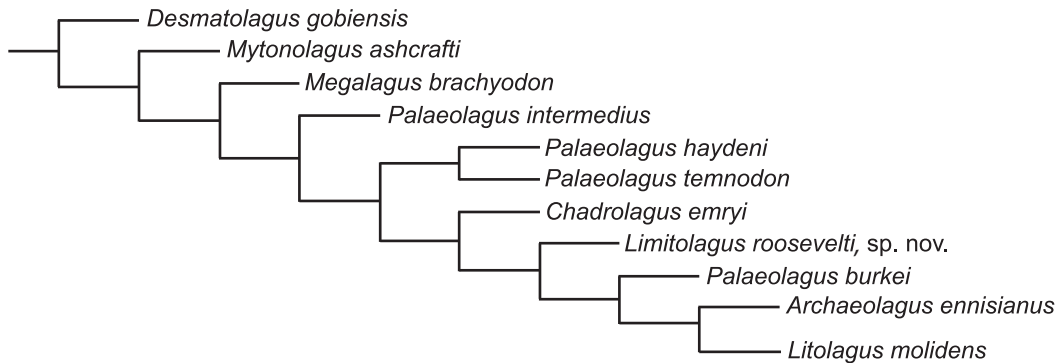 Desmatolagus gobiensis
Mytonolagus ashcrafti
Megalagus brachyodon
Palaeolagus intermedius
Palaeolagus haydeni
Palaeolagus temnodon
Chadrolagus emryi
Limitolagus roosevelti, sp. nov.
Palaeolagus burkei
Archaeolagus ennisianus
Litolagus molidens